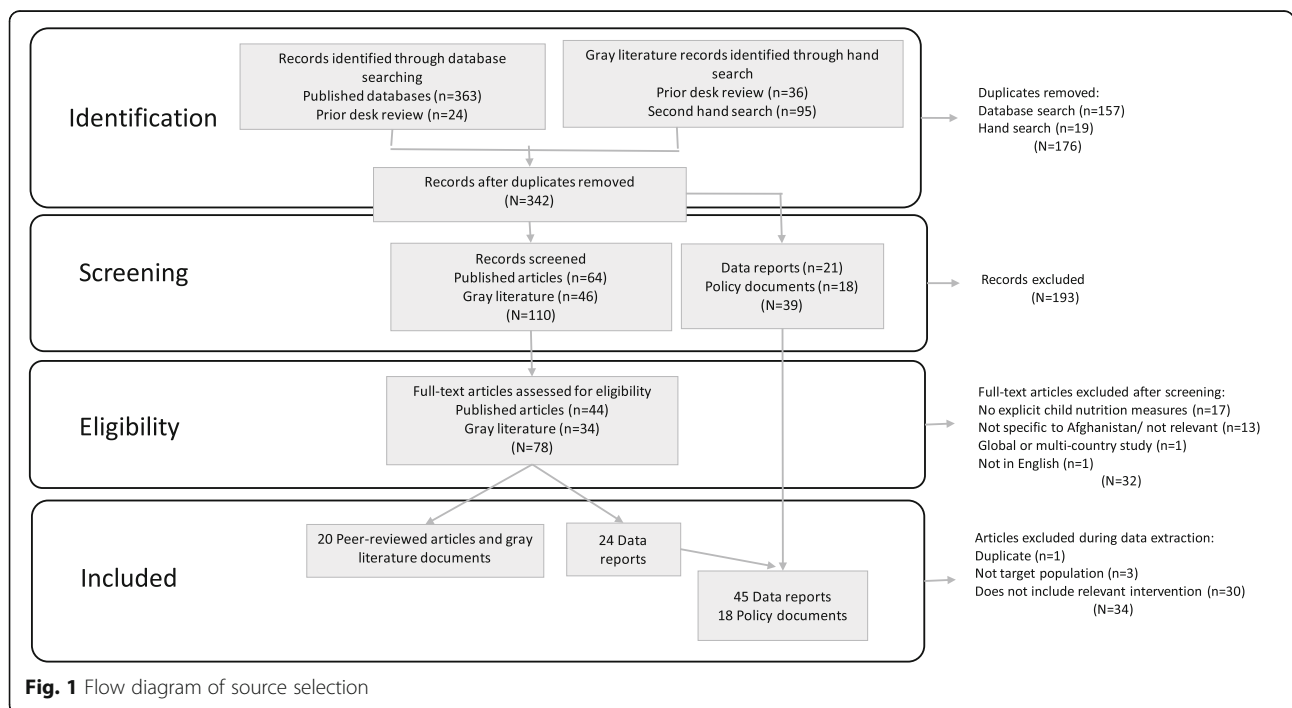 Identification
Records identified through database
searching
Published databases (n=363)
Prior desk review (n=24)
Gray literature records identified through hand
search
Prior desk review (n=36)
Second hand search (n=95)
Duplicates removed:
Database search (n=157)
Hand search (n=19)
(N=176)
Records after duplicates removed
(N=342)
Screening
Records screened
Published articles (n=64)
Gray literature (n=46)
(N=110)
Data reports (n=21)
Policy documents (n=18)
(N=39)
Records excluded
(N=193)
Eligibility
Full-text articles assessed for eligibility
Published articles (n=44)
Gray literature (n=34)
(N=78)
Full-text articles excluded after screening:
No explicit child nutrition measures (n=17)
Not specific to Afghanistan/ not relevant (n=13)
Global or multi-country study (n=1)
Not in English (n=1)
(N=32)
Included
20 Peer-reviewed articles and gray
literature documents
24 Data
reports
45 Data reports
18 Policy documents
Articles excluded during data extraction:
Duplicate (n=1)
Not target population (n=3)
Does not include relevant intervention (n=30)
(N=34)
Fig. 1 Flow diagram of source selection